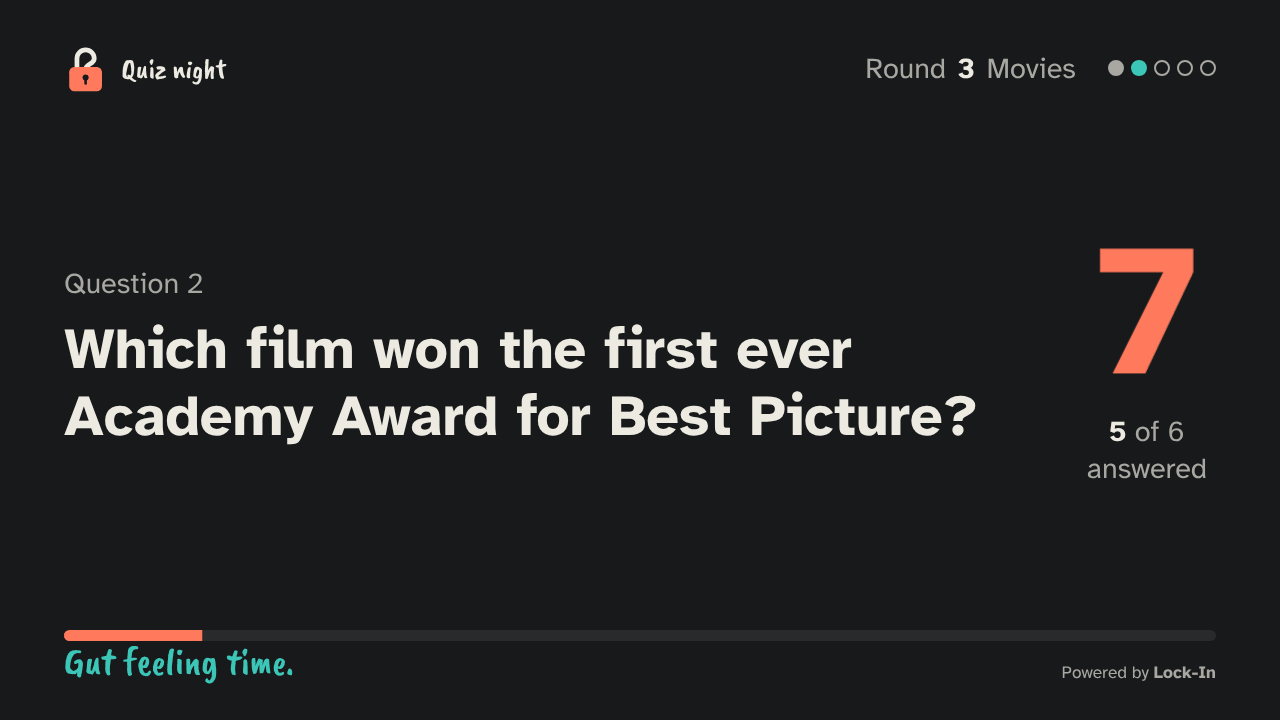 Quiz night
Round 3 Movies
Question 2
Which film won the first ever
Academy Award for Best Picture?
7
5 of 6
answered
Gut feeling time.
Powered by Lock-In